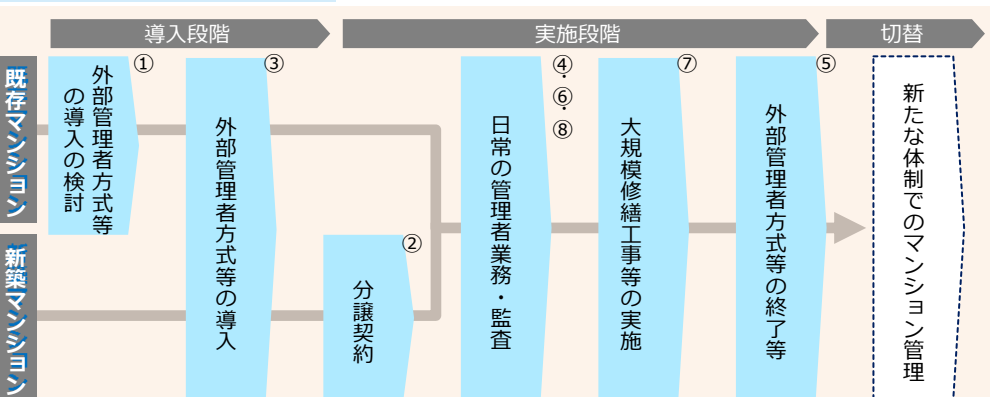 導入段階
実施段階
切替
既存マンション
新築マンション
①
外部管理者方式等
の導入の検討
③
外部管理者方式等の導入
②
分譲契約
④・⑥・⑧
日常の管理者業務・監査
⑦
大規模修繕工事等の実施
⑤
外部管理者方式等の終了等
新たな体制でのマンション管理